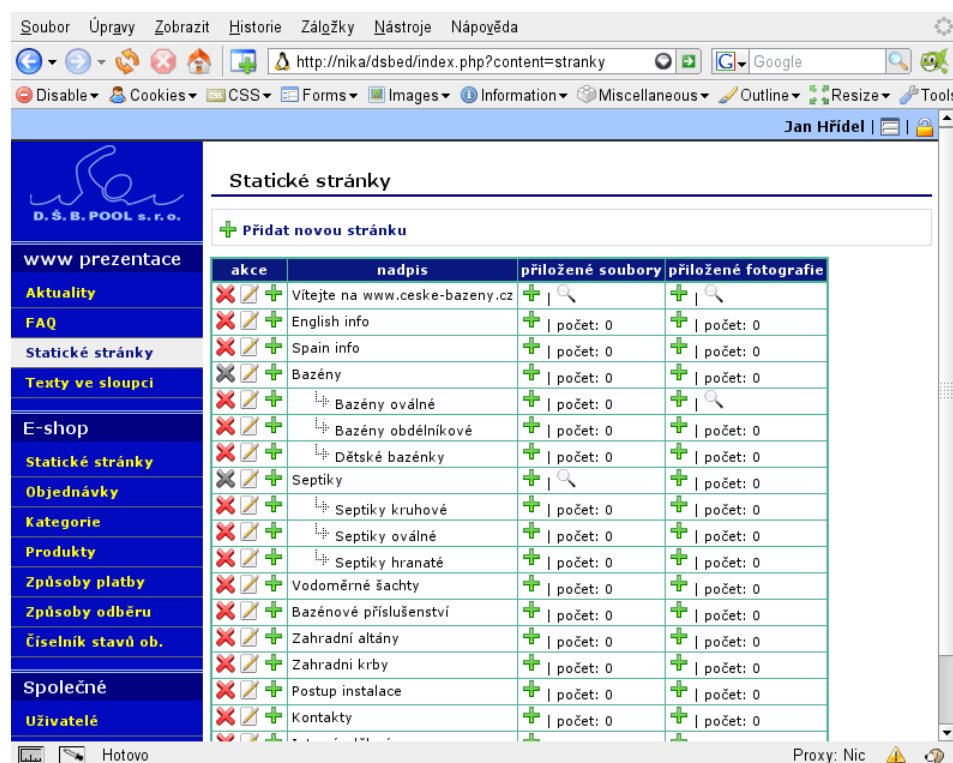 Soubor Úpravy Zobrazit Historie Záložky Nástroje Nápověda
http://nika/dsbed/index.php?content=stranky G Google
Disable Cookies CSS Forms Images Information Miscellaneous Outline Resize Tools
Jan Hřídel | |
D.Š.B.POOL s.r.o.
www prezentace
Aktuality
FAQ
Statické stránky
Texty ve sloupci
E-shop
Statické stránky
Objednávky
Kategorie
Produkty
Způsoby platby
Způsoby odběru
Číselník stavů ob.
Společné
Uživatelé
Statické stránky
Přidat novou stránku
akce nadpis přiložené soubory přiložené fotografie
Vítejte na www.ceske-bazeny.cz | |
English info | počet: 0 | počet: 0
Spain info | počet: 0 | počet: 0
Bazény | počet: 0 | počet: 0
Bazény oválné | počet: 0 |
Bazény obdélníkové | počet: 0 | počet: 0
Dětské bazénky | počet: 0 | počet: 0
Septiky | | počet: 0
Septiky kruhové | počet: 0 | počet: 0
Septiky oválné | počet: 0 | počet: 0
Septiky hranaté | počet: 0 | počet: 0
Vodoměrné šachty | počet: 0 | počet: 0
Bazénové příslušenství | počet: 0 | počet: 0
Zahradní altány | počet: 0 | počet: 0
Zahradni krby | počet: 0 | počet: 0
Postup instalace | počet: 0 | počet: 0
Kontakty | počet: 0 | počet: 0
Hotovo Proxy: Nic